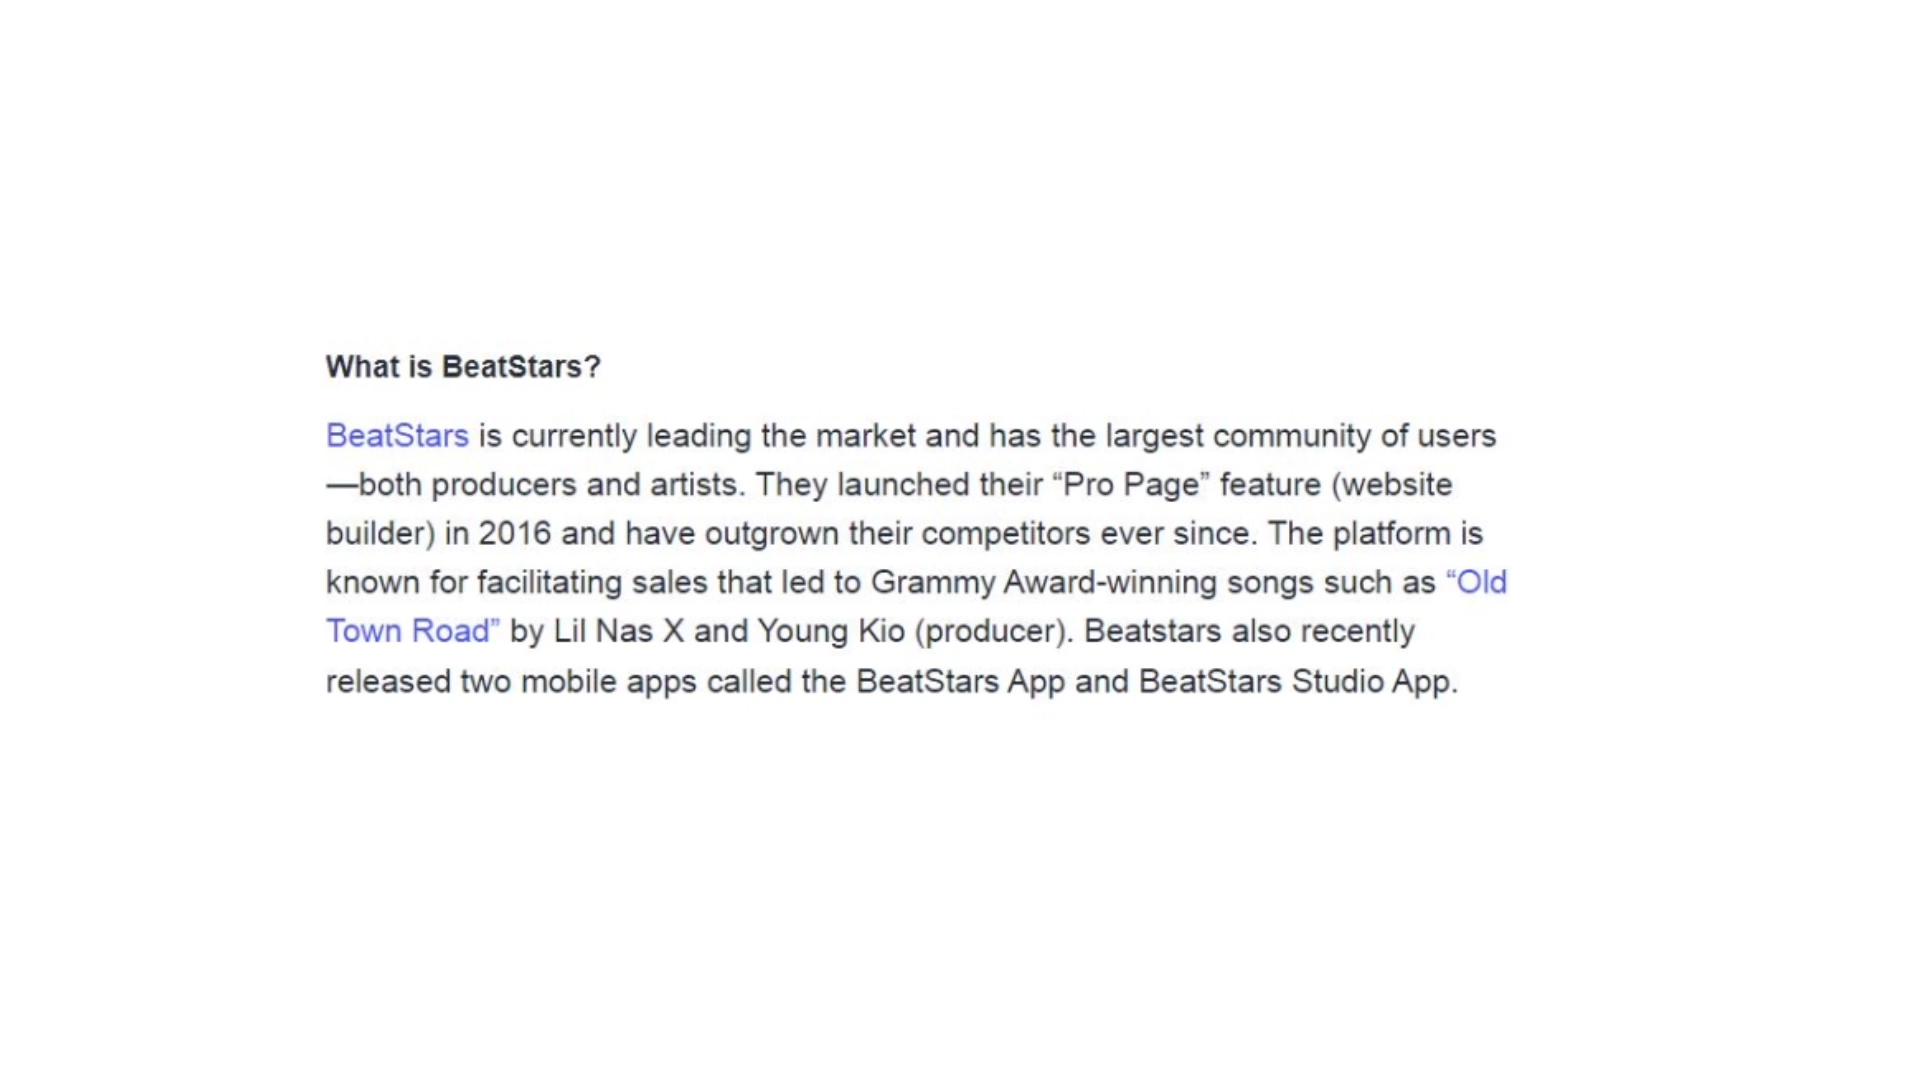 What is BeatStars?
BeatStars is currently leading the market and has the largest community of users
—both producers and artists. They launched their “Pro Page” feature (website
builder) in 2016 and have outgrown their competitors ever since. The platform is
known for facilitating sales that led to Grammy Award-winning songs such as “Old
Town Road” by Lil Nas X and Young Kio (producer). Beatstars also recently
released two mobile apps called the BeatStars App and BeatStars Studio App.